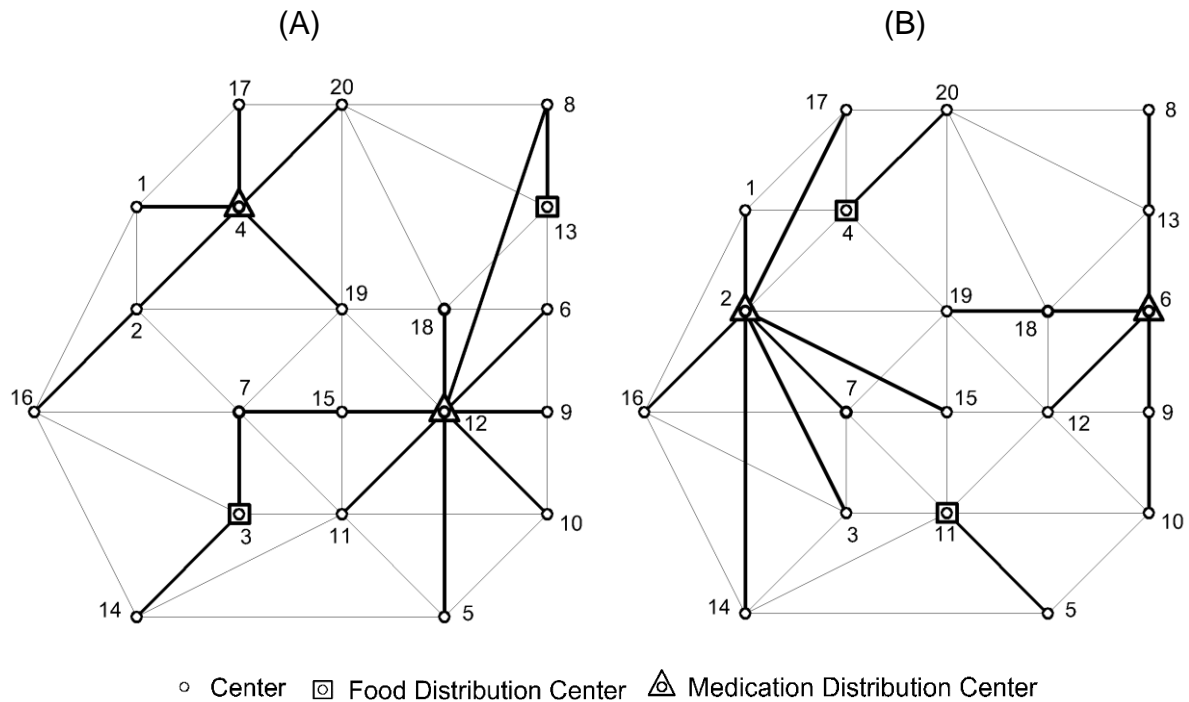 (A) (B)
17 20 8 17 20 8
1 1
4 13 4 13
2 19 18 6 2 19 18 6
16 7 15 12 9 16 7 15 12 9
3 11 10 3 11 10
14 5 14 5
Center Food Distribution Center Medication Distribution Center